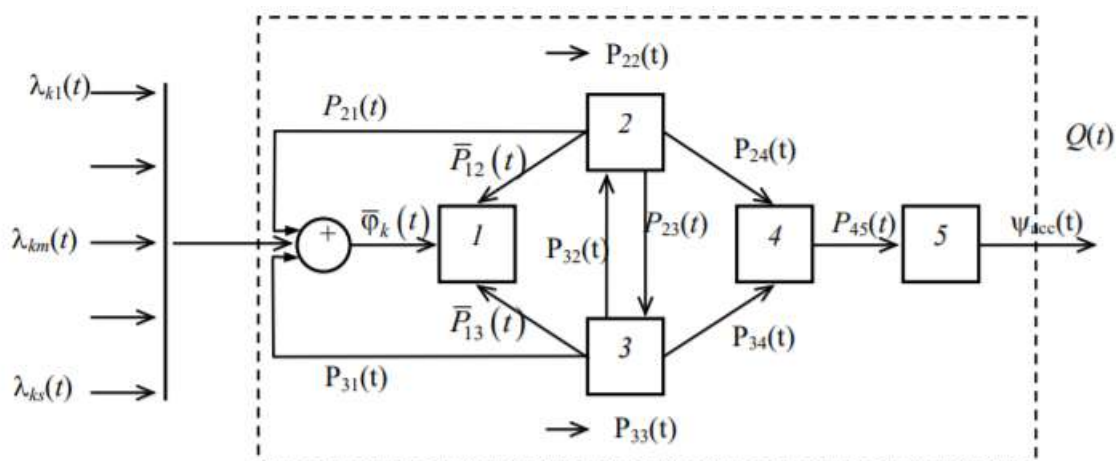 P₂₂(t)
λₖ₁(t)
P₂₁(t)
2
Q(t)
P̅₁₂(t)
P₂₄(t)
+
φ̅ₖ(t)
1
P₃₂(t)
P₂₃(t)
4
P₄₅(t)
5
ψ_acc(t)
λₖₘ(t)
P̅₁₃(t)
3
P₃₄(t)
P₃₁(t)
λₖₛ(t)
P₃₃(t)